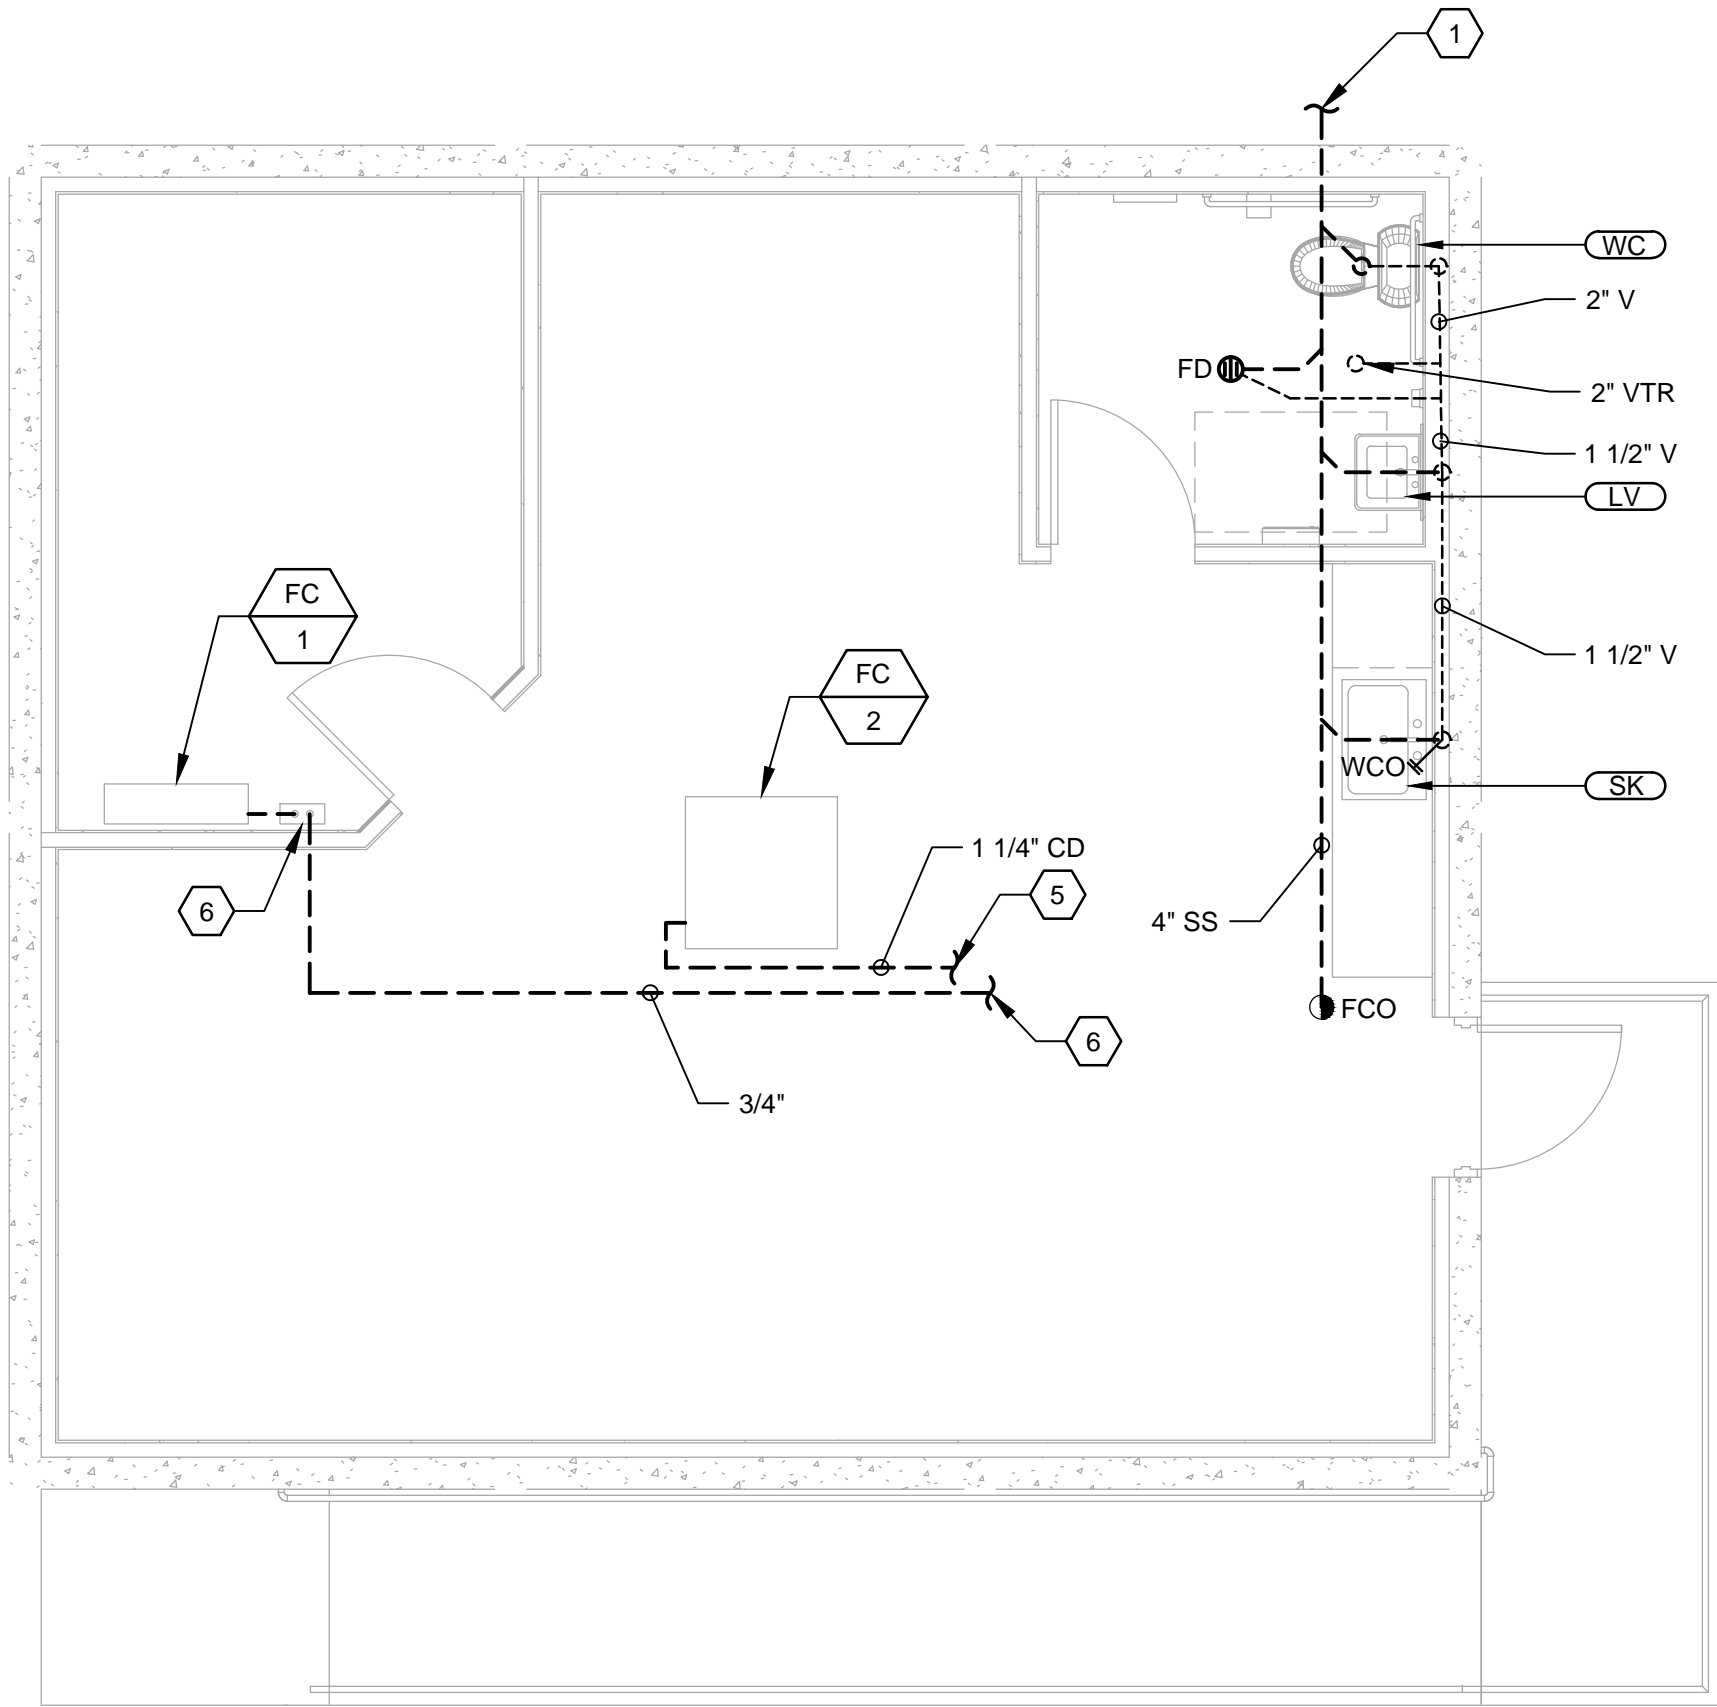 1
WC
2" V
FD
2" VTR
1 1/2" V
LV
FC
1
1 1/2" V
FC
2
WCO
SK
1 1/4" CD
5
6
4" SS
FCO
6
3/4"